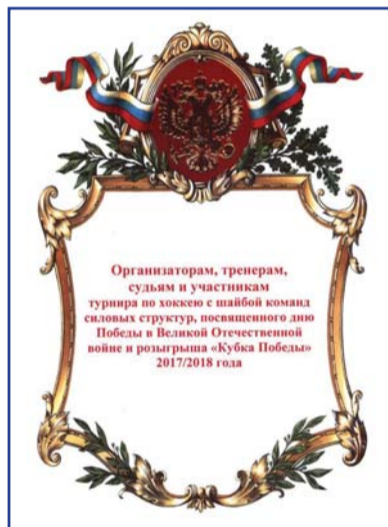 Организаторам, тренерам,
судьям и участникам
турнира по хоккею с шайбой команд
силовых структур, посвященного дню
Победы в Великой Отечественной
войне и розыгрыша «Кубка Победы»
2017/2018 года